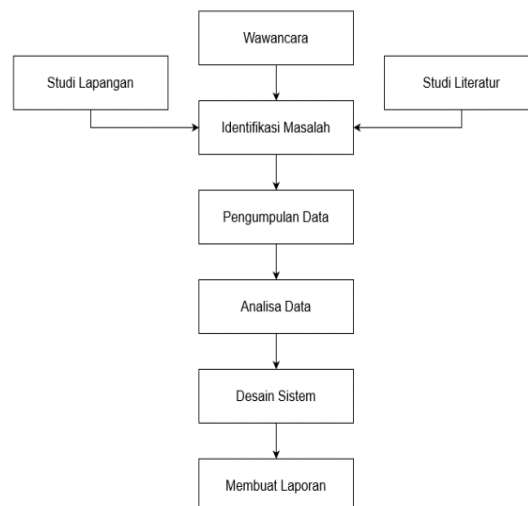 Wawancara
Studi Lapangan
Studi Literatur
Identifikasi Masalah
Pengumpulan Data
Analisa Data
Desain Sistem
Membuat Laporan